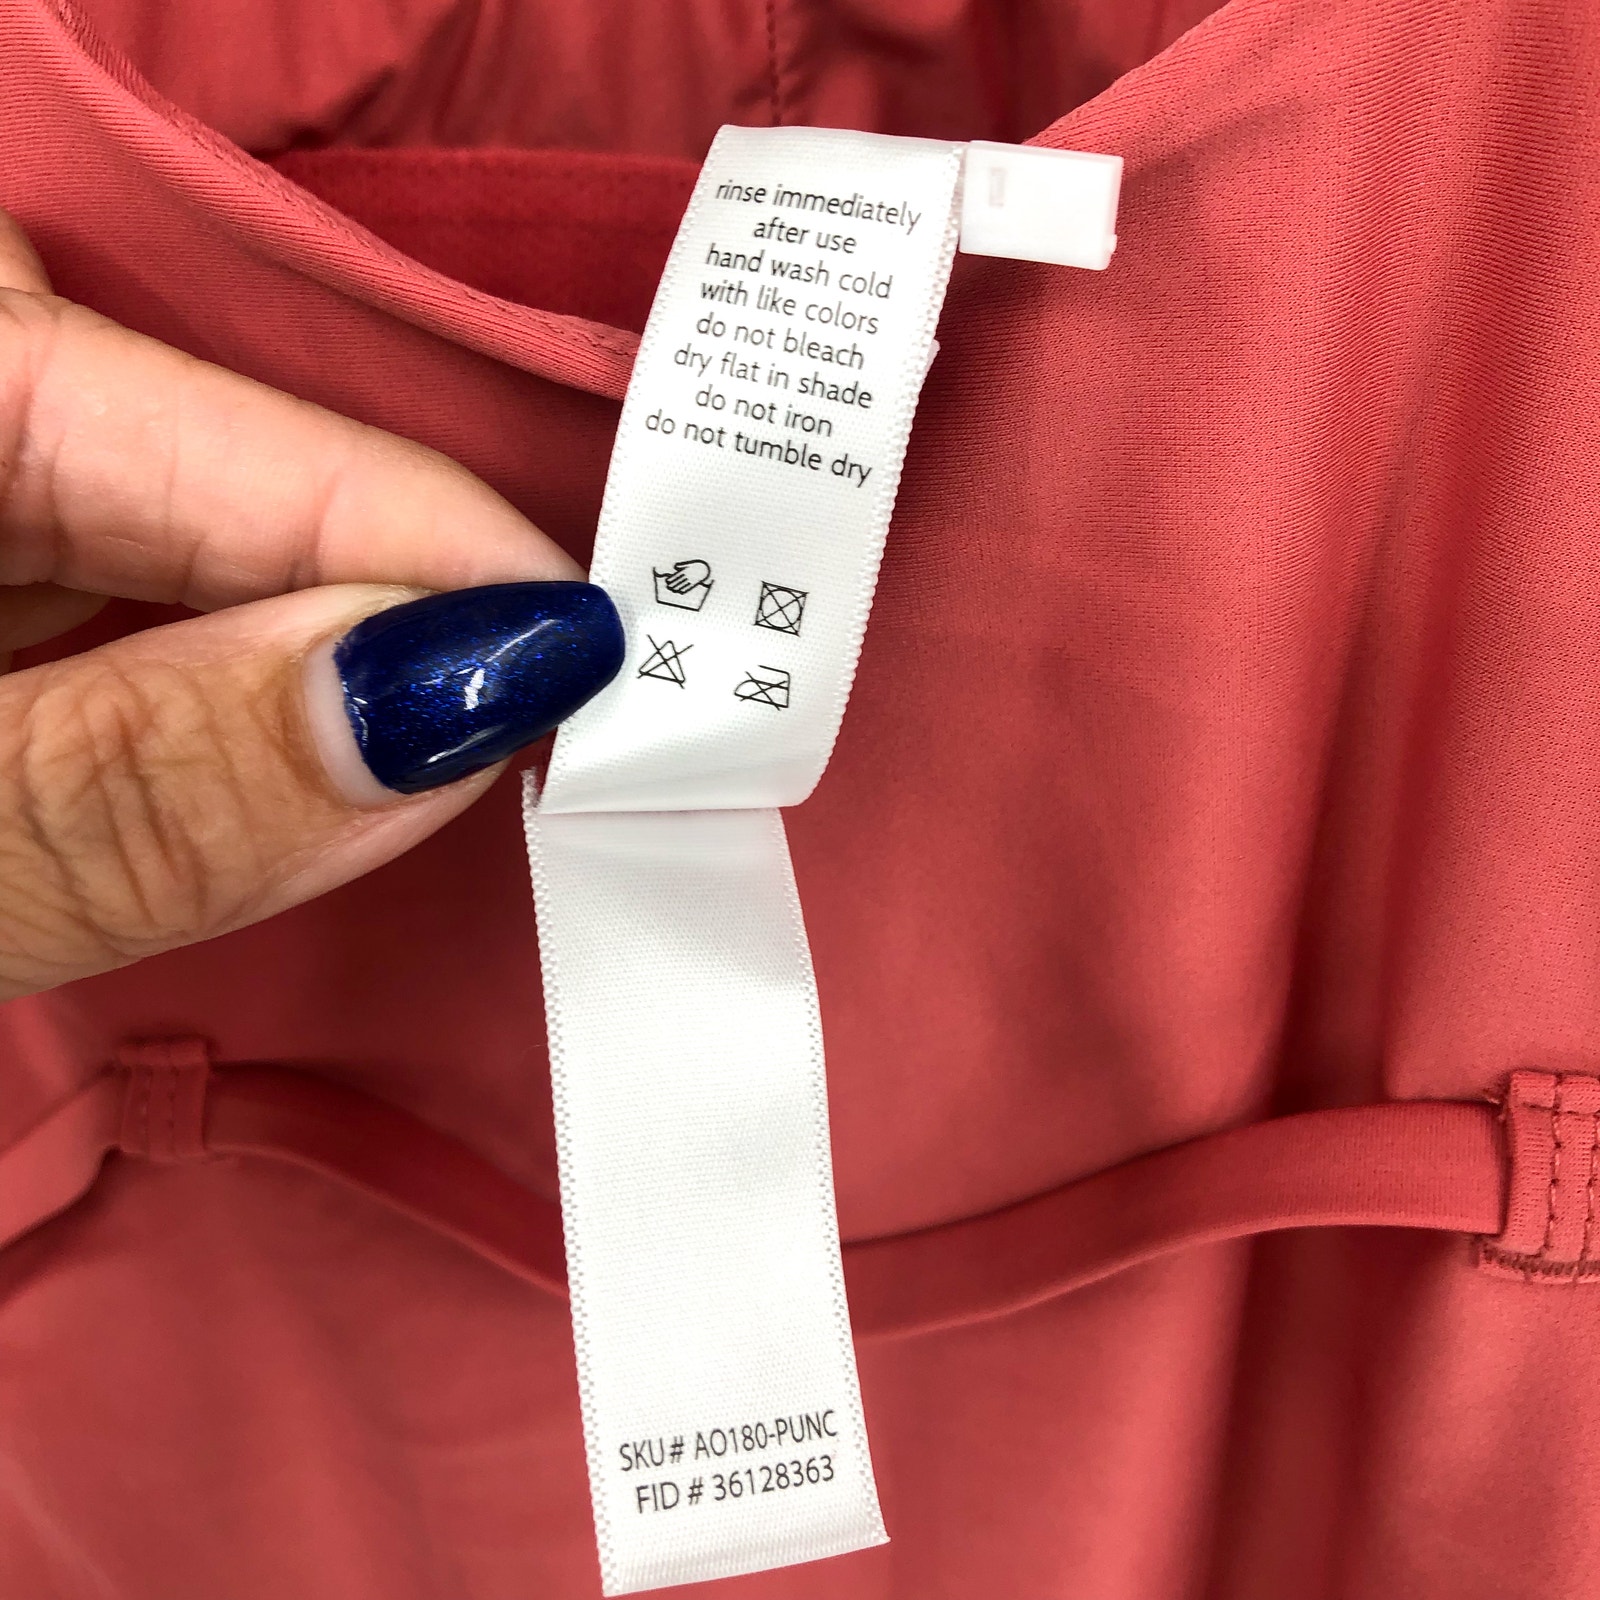 rinse immediately
after use
hand wash cold
with like colors
do not bleach
dry flat in shade
do not iron
do not tumble dry
SKU# AO180-PUNC
FID # 36128363